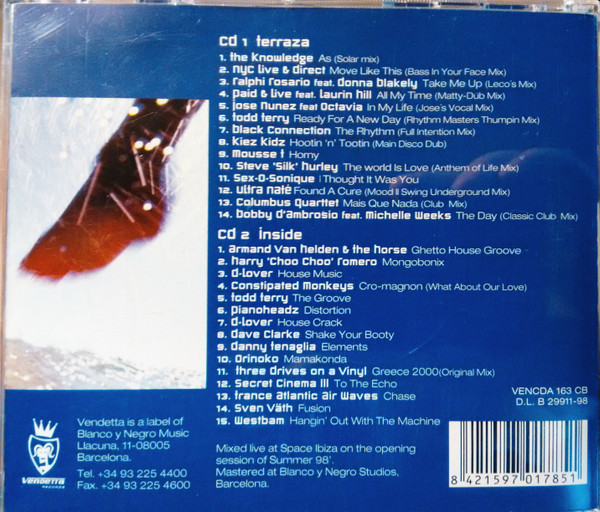 CD 1 terraza
1. the Knowledge As (Solar mix)
2. NYC live & direct Move Like This (Bass In Your Face Mix)
3. ralphi rosario feat. donna blakely Take Me Up (Leco's Mix)
4. paid & live feat. laurin hill All My Time (Matty-Dub Mix)
5. jose nunez feat Octavia In My Life (Jose's Vocal Mix)
6. todd terry Ready For A New Day (Rhythm Masters Thumpin Mix)
7. black Connection The Rhythm (Full Intention Mix)
8. Kiez Kidz Hootin 'n' Tootin (Main Disco Dub)
9. mousse t Horny
10. Steve 'Silk' hurley The world Is Love (Anthem of Life Mix)
11. Sex-O-Sonique I Thought It Was You
12. ultra naté Found A Cure (Mood II Swing Underground Mix)
13. Columbus quartet Mais Que Nada (Club Mix)
14. bobby d'ambrosio feat. Michelle Weeks The Day (Classic Club Mix)
CD 2 inside
1. armand Van helden & the horse Ghetto House Groove
2. harry 'Choo Choo' romero Mongobonix
3. d-lover House Music
4. Constipated Monkeys Cro-magnon (What About Our Love)
5. todd terry The Groove
6. pianoheadz Distortion
7. d-lover House Crack
8. dave Clarke Shake Your Booty
9. danny tenaglia Elements
10. Orinoko Mamakonda
11. three drives on a Vinyl Greece 2000(Original Mix)
12. Secret Cinema III To The Echo
13. trance atlantic air Waves Chase
14. Sven Väth Fusion
15. Westbam Hangin' Out With The Machine
VENCDA 163 CB
D.L. B 29911-98
Vendetta is a label of
Blanco y Negro Music
Llacuna, 11-08005
Barcelona.
Tel. +34 93 225 4400
Fax. +34 93 225 4600
Vendetta
RECORDS
Mixed live at Space Ibiza on the opening
session of Summer 98'.
Mastered at Blanco y Negro Studios,
Barcelona.
8 421597 017851